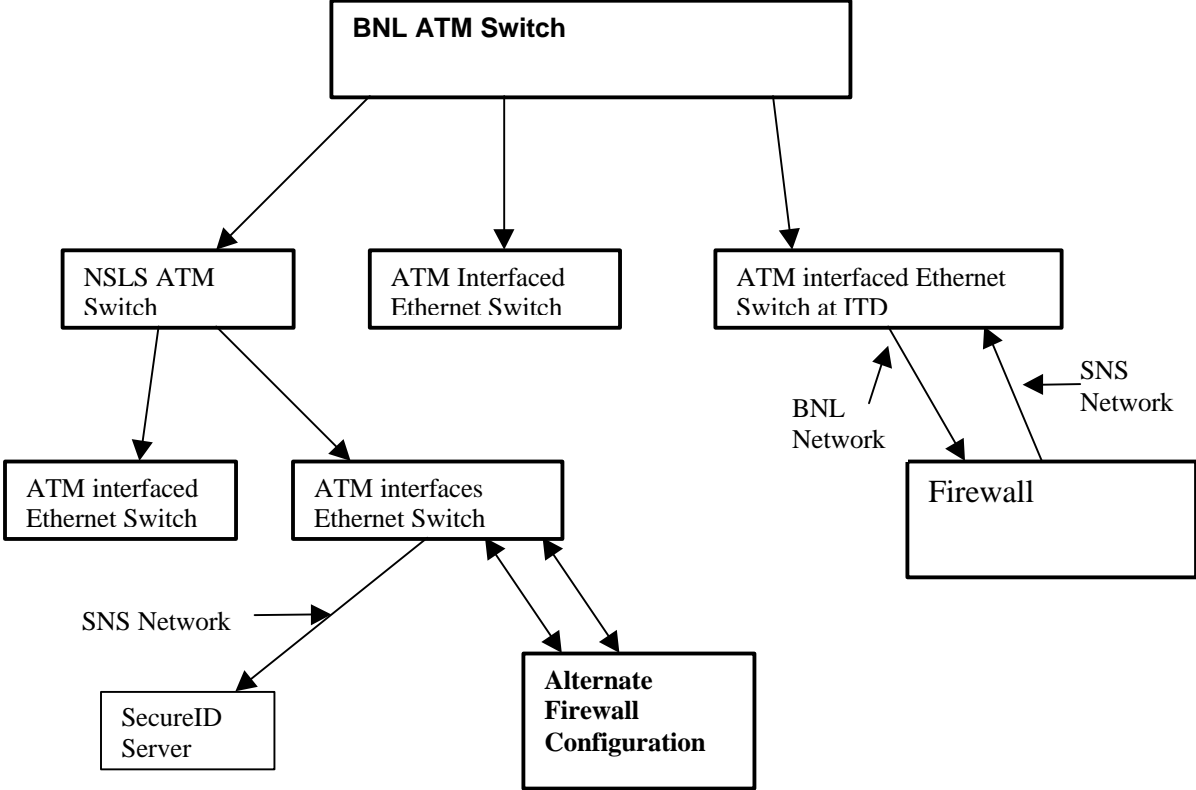 BNL ATM Switch
NSLS ATM
Switch
ATM Interfaced
Ethernet Switch
ATM interfaced Ethernet
Switch at ITD
BNL
Network
SNS
Network
ATM interfaced
Ethernet Switch
ATM interfaces
Ethernet Switch
Firewall
SNS Network
SecureID
Server
Alternate
Firewall
Configuration